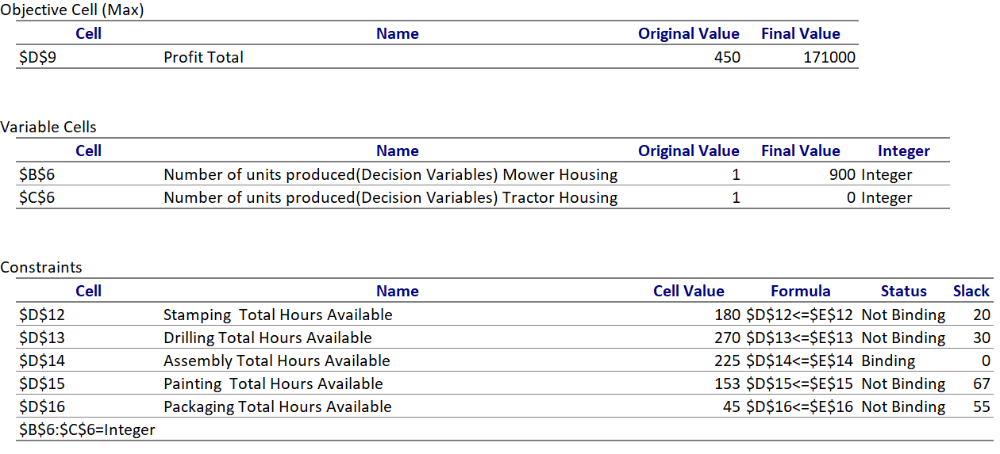 Objective Cell (Max)
Cell Name Original Value Final Value
$D$9 Profit Total 450 171000
Variable Cells
Cell Name Original Value Final Value Integer
$B$6 Number of units produced(Decision Variables) Mower Housing 1 900 Integer
$C$6 Number of units produced(Decision Variables) Tractor Housing 1 0 Integer
Constraints
Cell Name Cell Value Formula Status Slack
$D$12 Stamping  Total Hours Available 180 $D$12<=$E$12 Not Binding 20
$D$13 Drilling Total Hours Available 270 $D$13<=$E$13 Not Binding 30
$D$14 Assembly Total Hours Available 225 $D$14<=$E$14 Binding 0
$D$15 Painting  Total Hours Available 153 $D$15<=$E$15 Not Binding 67
$D$16 Packaging Total Hours Available 45 $D$16<=$E$16 Not Binding 55
$B$6:$C$6=Integer